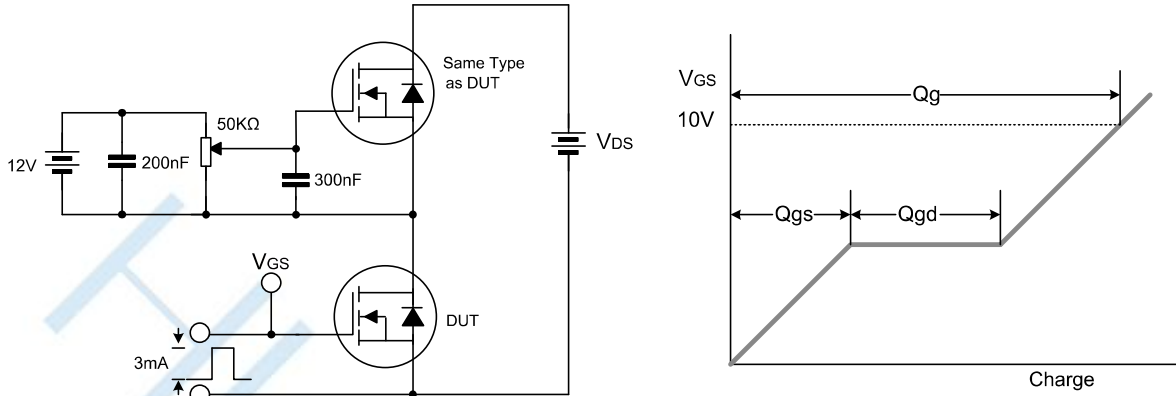 Same Type
as DUT
50KΩ
12V
200nF
300nF
VDS
VGS
DUT
3mA
VGS
10V
Qg
Qgs
Qgd
Charge